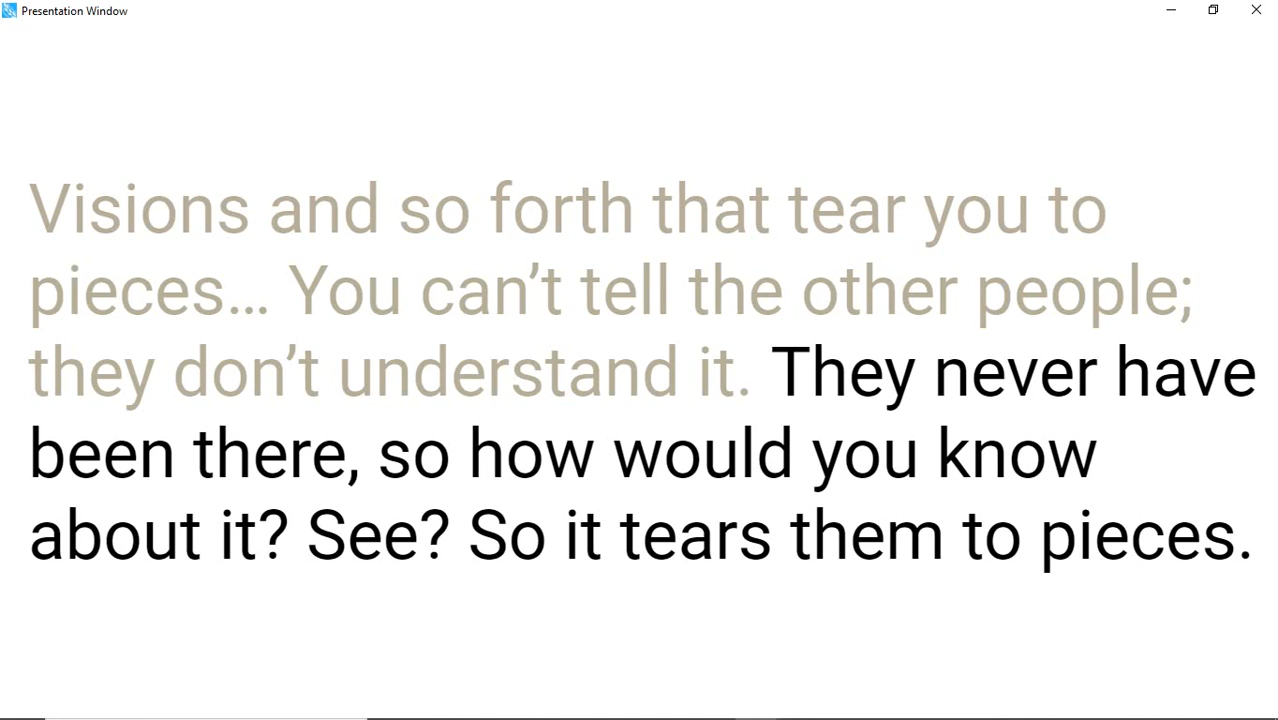 Presentation Window
Visions and so forth that tear you to
pieces… You can’t tell the other people;
they don’t understand it. They never have
been there, so how would you know
about it? See? So it tears them to pieces.